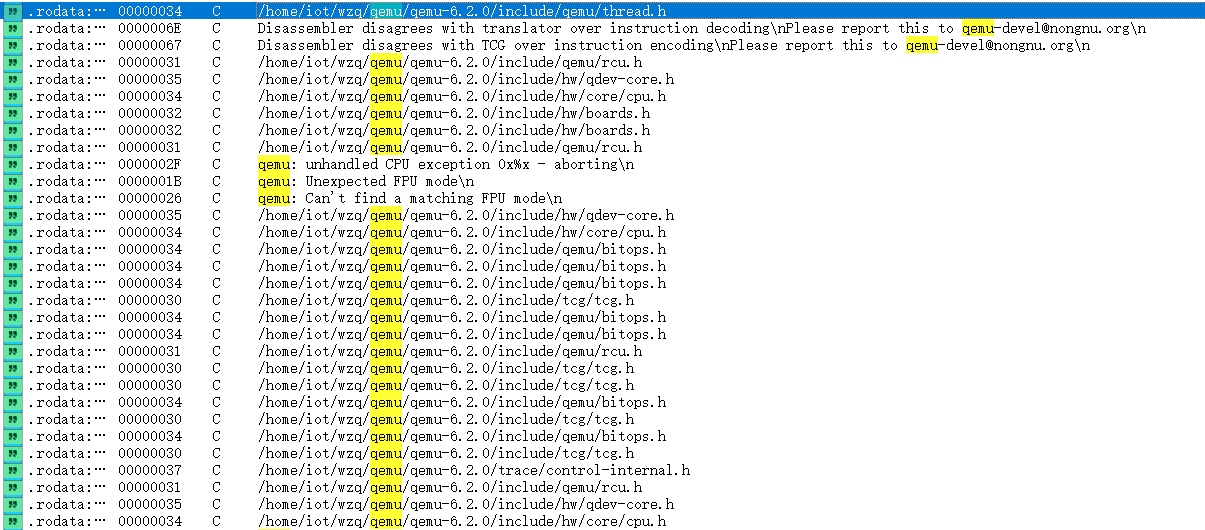 .rodata:… 00000034 C /home/iot/wzq/qemu/qemu-6.2.0/include/qemu/thread.h
.rodata:… 0000006E C Disassembler disagrees with translator over instruction decoding\nPlease report this to qemu-devel@nongnu.org\n
.rodata:… 00000067 C Disassembler disagrees with TCG over instruction encoding\nPlease report this to qemu-devel@nongnu.org\n
.rodata:… 00000031 C /home/iot/wzq/qemu/qemu-6.2.0/include/qemu/rcu.h
.rodata:… 00000035 C /home/iot/wzq/qemu/qemu-6.2.0/include/hw/qdev-core.h
.rodata:… 00000034 C /home/iot/wzq/qemu/qemu-6.2.0/include/hw/core/cpu.h
.rodata:… 00000032 C /home/iot/wzq/qemu/qemu-6.2.0/include/hw/boards.h
.rodata:… 00000032 C /home/iot/wzq/qemu/qemu-6.2.0/include/hw/boards.h
.rodata:… 00000031 C /home/iot/wzq/qemu/qemu-6.2.0/include/qemu/rcu.h
.rodata:… 0000002F C qemu: unhandled CPU exception 0x%x - aborting\n
.rodata:… 0000001B C qemu: Unexpected FPU mode\n
.rodata:… 00000026 C qemu: Can't find a matching FPU mode\n
.rodata:… 00000035 C /home/iot/wzq/qemu/qemu-6.2.0/include/hw/qdev-core.h
.rodata:… 00000034 C /home/iot/wzq/qemu/qemu-6.2.0/include/hw/core/cpu.h
.rodata:… 00000034 C /home/iot/wzq/qemu/qemu-6.2.0/include/qemu/bitops.h
.rodata:… 00000034 C /home/iot/wzq/qemu/qemu-6.2.0/include/qemu/bitops.h
.rodata:… 00000034 C /home/iot/wzq/qemu/qemu-6.2.0/include/qemu/bitops.h
.rodata:… 00000030 C /home/iot/wzq/qemu/qemu-6.2.0/include/tcg/tcg.h
.rodata:… 00000034 C /home/iot/wzq/qemu/qemu-6.2.0/include/qemu/bitops.h
.rodata:… 00000034 C /home/iot/wzq/qemu/qemu-6.2.0/include/qemu/bitops.h
.rodata:… 00000031 C /home/iot/wzq/qemu/qemu-6.2.0/include/qemu/rcu.h
.rodata:… 00000030 C /home/iot/wzq/qemu/qemu-6.2.0/include/tcg/tcg.h
.rodata:… 00000030 C /home/iot/wzq/qemu/qemu-6.2.0/include/tcg/tcg.h
.rodata:… 00000034 C /home/iot/wzq/qemu/qemu-6.2.0/include/qemu/bitops.h
.rodata:… 00000030 C /home/iot/wzq/qemu/qemu-6.2.0/include/tcg/tcg.h
.rodata:… 00000034 C /home/iot/wzq/qemu/qemu-6.2.0/include/qemu/bitops.h
.rodata:… 00000030 C /home/iot/wzq/qemu/qemu-6.2.0/include/tcg/tcg.h
.rodata:… 00000037 C /home/iot/wzq/qemu/qemu-6.2.0/trace/control-internal.h
.rodata:… 00000031 C /home/iot/wzq/qemu/qemu-6.2.0/include/qemu/rcu.h
.rodata:… 00000035 C /home/iot/wzq/qemu/qemu-6.2.0/include/hw/qdev-core.h
.rodata:… 00000034 C /home/iot/wzq/qemu/qemu-6.2.0/include/hw/core/cpu.h